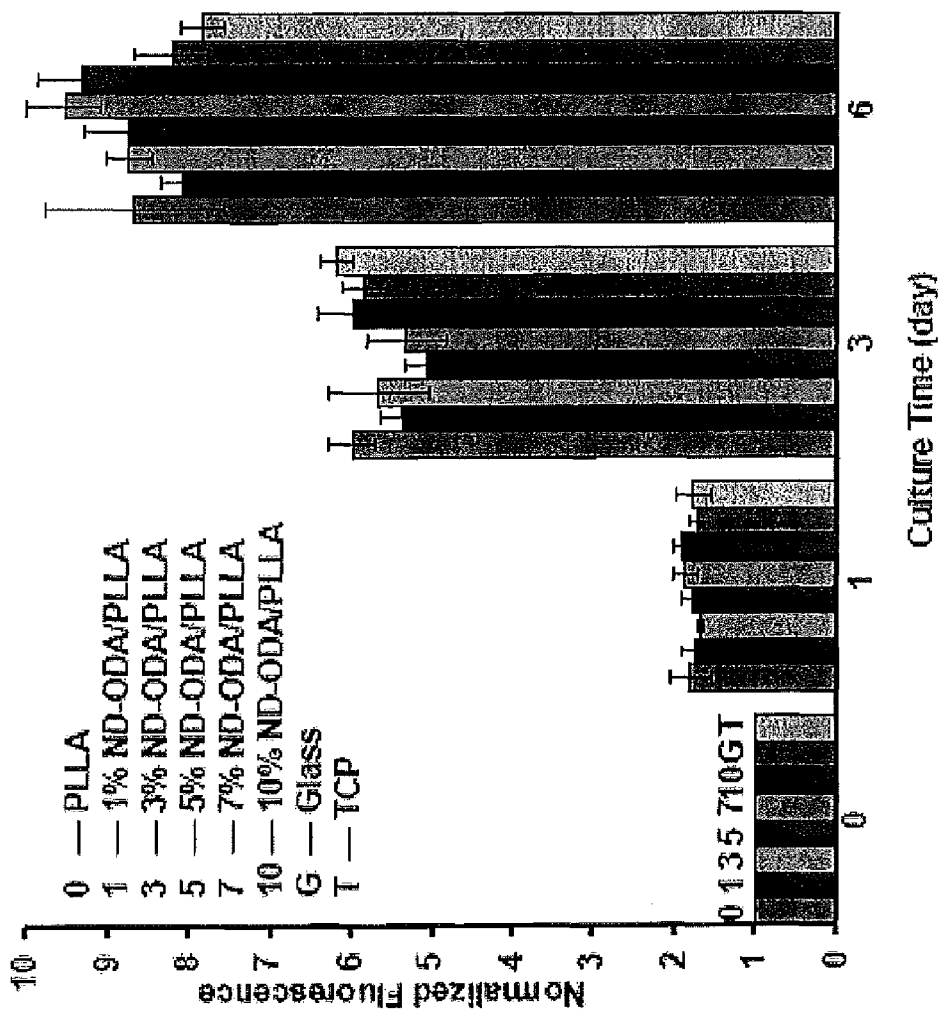 Normalized Fluorescence
10
9
8
7
6
5
4
3
2
1
0
0 — PLLA
1 — 1% ND-ODA/PLLA
3 — 3% ND-ODA/PLLA
5 — 5% ND-ODA/PLLA
7 — 7% ND-ODA/PLLA
10 — 10% ND-ODA/PLLA
G — Glass
T — TCP
0 1 3 5 7 10 G T
0 1 3 6
Culture Time (day)